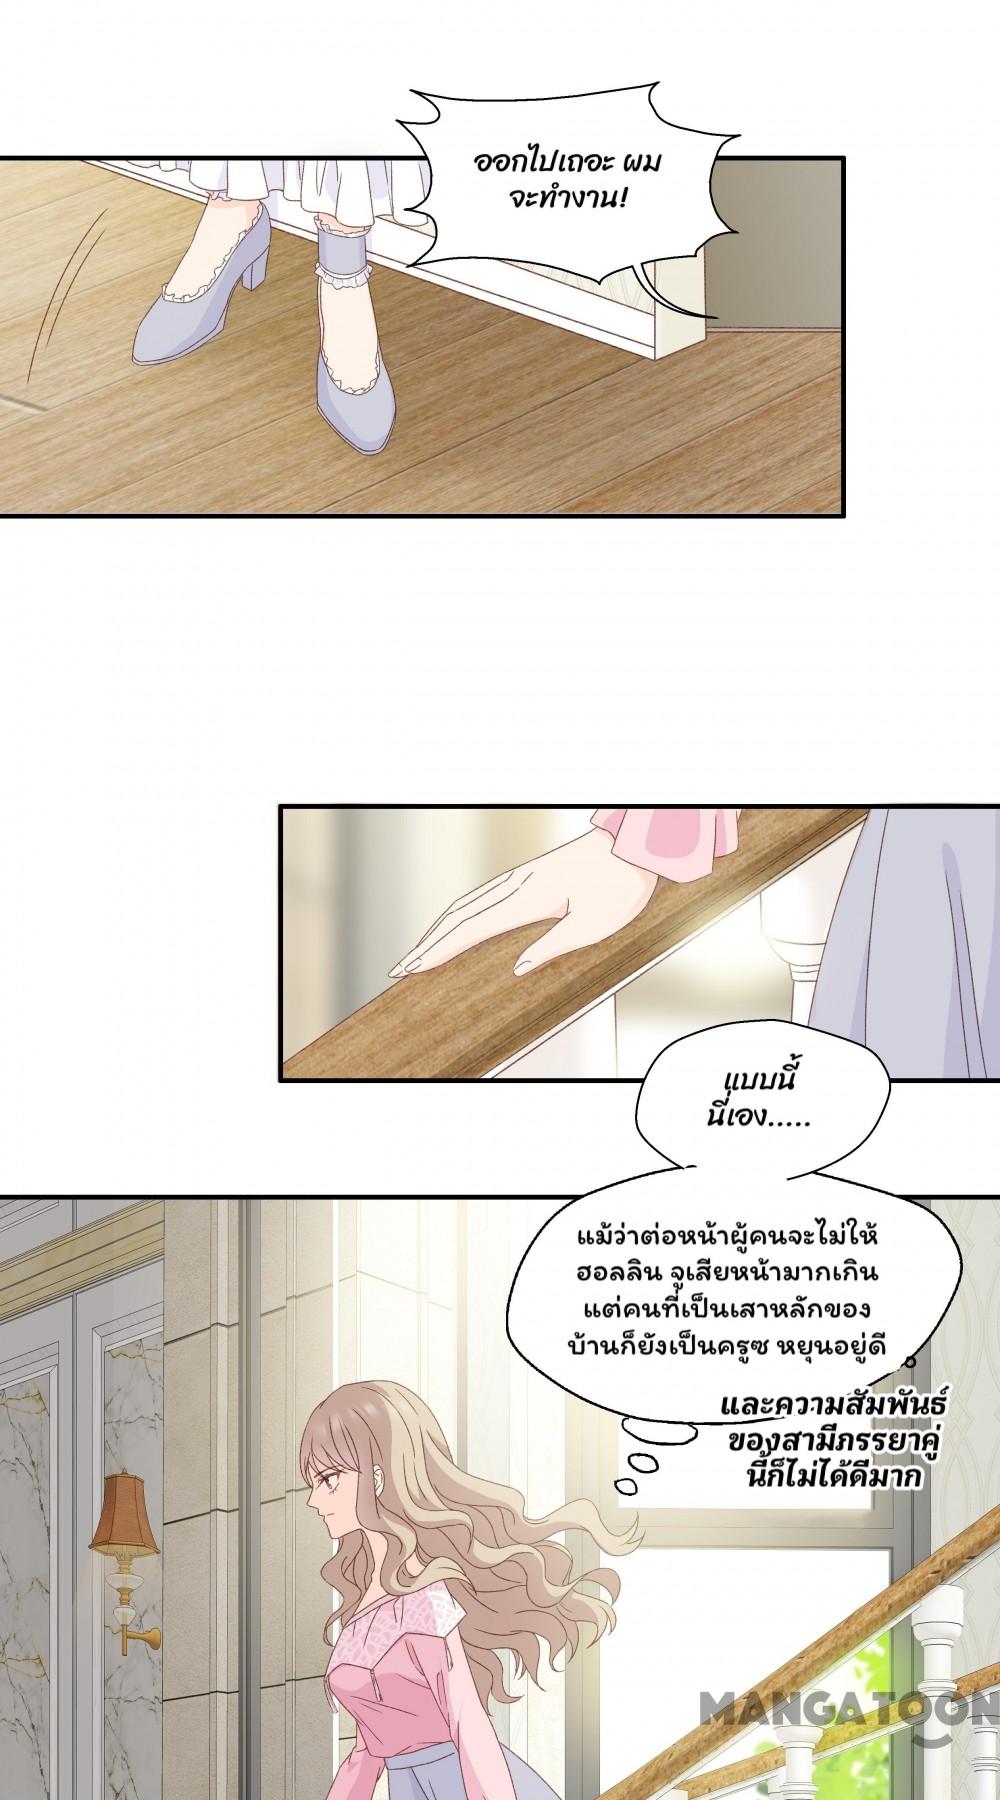 ออกไปเถอะ ผม
จะทำงาน!
แบบนี้
นี่เอง.....
แม้ว่าต่อหน้าผู้คนจะไม่ให้
ฮอลลิน จูเสียหน้ามากเกิน
แต่คนที่เป็นเสาหลักของ
บ้านก็ยังเป็นครูซ หยุนอยู่ดี
และความสัมพันธ์
ของสามีภรรยาคู่
นี้ก็ไม่ได้ดีมาก
MANGATOON